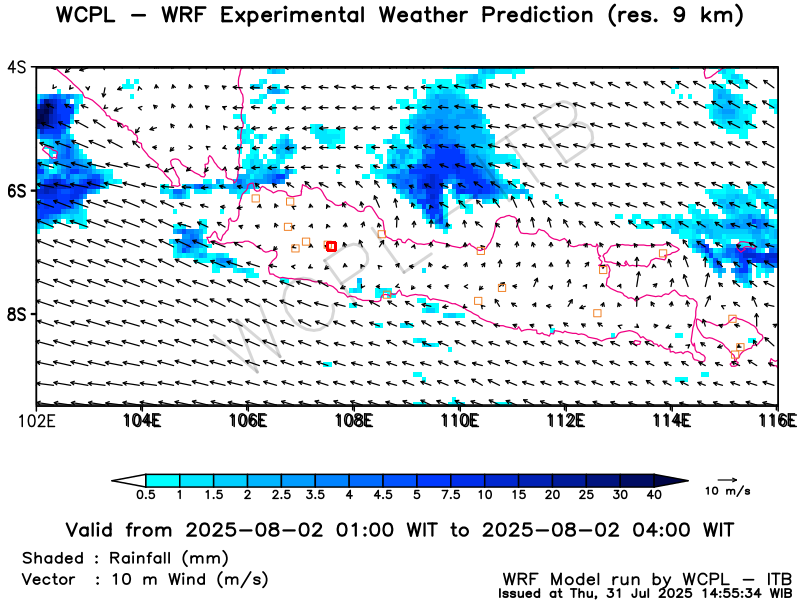 WCPL – WRF Experimental Weather Prediction (res. 9 km)
4S
6S
8S
WCPL-ITB
102E 104E 106E 108E 110E 112E 114E 116E
0.5 1 1.5 2 2.5 3.5 4 4.5 5 7.5 10 15 20 25 30 40
10 m/s
Valid from 2025-08-02 01:00 WIT to 2025-08-02 04:00 WIT
Shaded : Rainfall (mm)
Vector : 10 m Wind (m/s)
WRF Model run by WCPL – ITB
Issued at Thu, 31 Jul 2025 14:55:34 WIB